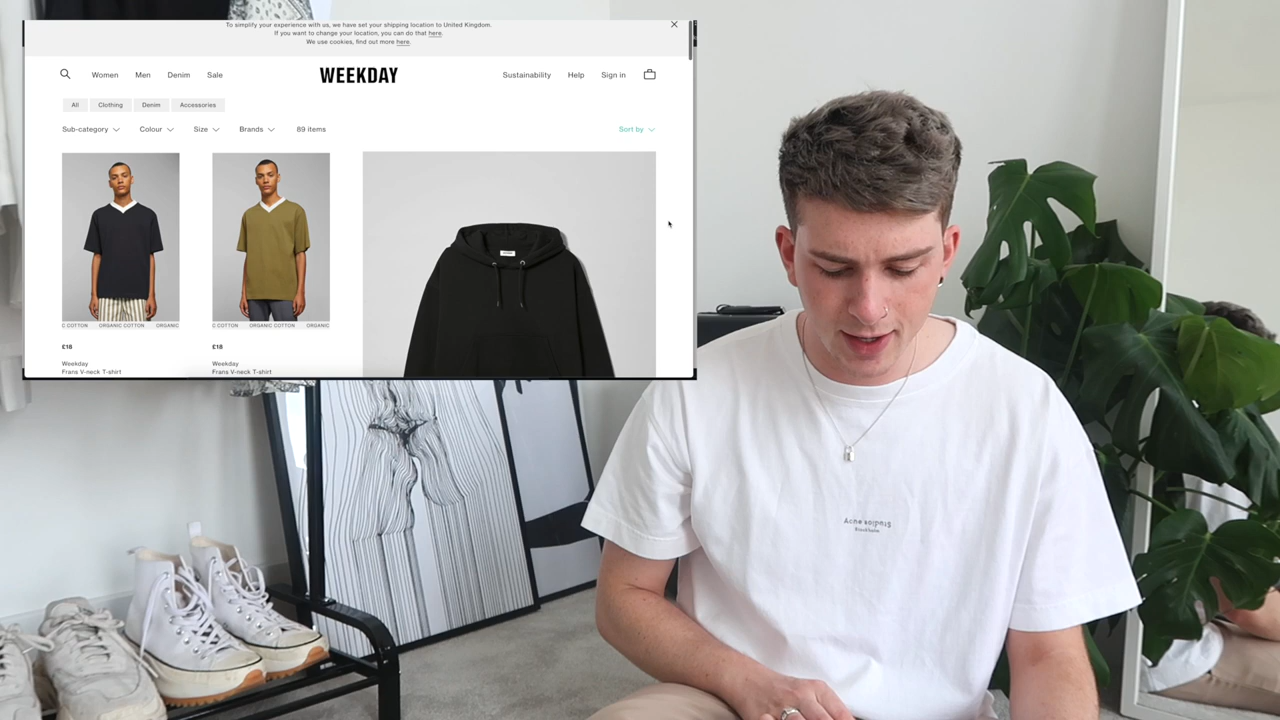 To simplify your experience with us, we have set your shipping location to United Kingdom.
If you want to change your location, you can do that here.
We use cookies, find out more here.
Women Men Denim Sale WEEKDAY Sustainability Help Sign in
All Clothing Denim Accessories
Sub-category Colour Size Brands 89 items Sort by
C COTTON ORGANIC COTTON ORGANIC
C COTTON ORGANIC COTTON ORGANIC
£18
£18
Weekday
Frans V-neck T-shirt
Weekday
Frans V-neck T-shirt
Acne Studios
Stockholm